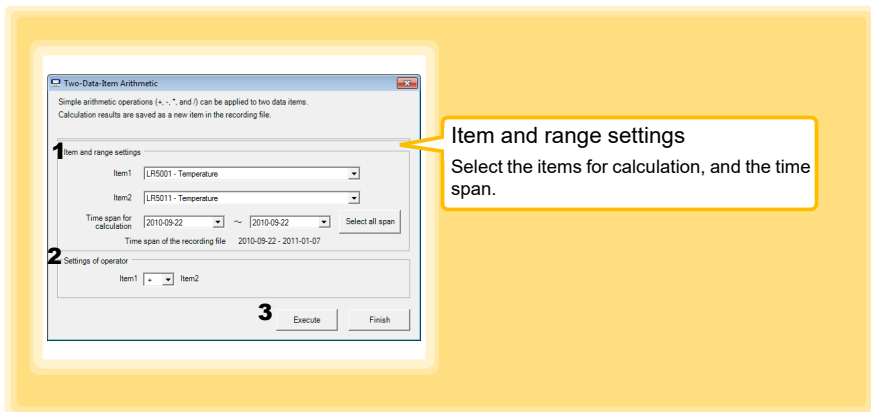 Two-Data-Item Arithmetic
Simple arithmetic operations (+, -, *, and /) can be applied to two data items.
Calculation results are saved as a new item in the recording file.
1
Item and range settings
Item1 LR5001 - Temperature
Item2 LR5011 - Temperature
Time span for
calculation 2010-09-22 ~ 2010-09-22 Select all span
Time span of the recording file 2010-09-22 - 2011-01-07
2
Settings of operator
Item1 + Item2
3 Execute Finish
Item and range settings
Select the items for calculation, and the time
span.